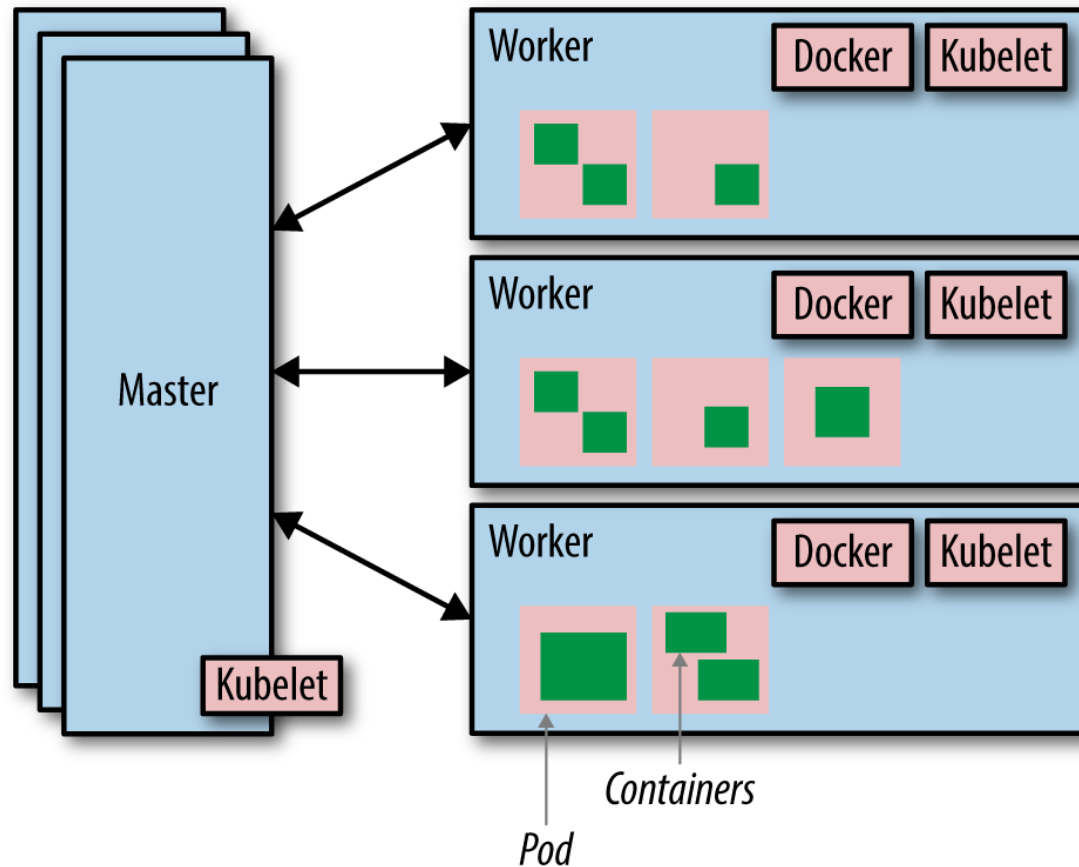 Master
Kubelet
Worker
Docker
Kubelet
Worker
Docker
Kubelet
Worker
Docker
Kubelet
Containers
Pod